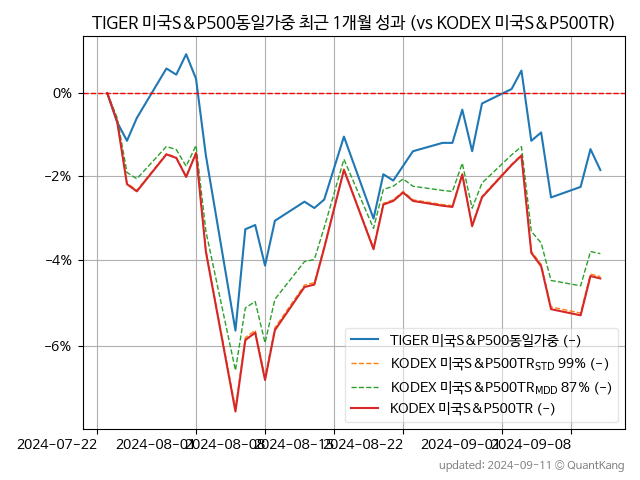 TIGER 미국S&P500동일가중 최근 1개월 성과 (vs KODEX 미국S&P500TR)
0%
−2%
−4%
−6%
TIGER 미국S&P500동일가중 (-)
KODEX 미국S&P500TRSTD 99% (-)
KODEX 미국S&P500TRMDD 87% (-)
KODEX 미국S&P500TR (-)
2024-07-22 2024-08-01 2024-08-08 2024-08-15 2024-08-22 2024-09-01 2024-09-08
updated: 2024-09-11 © QuantKang